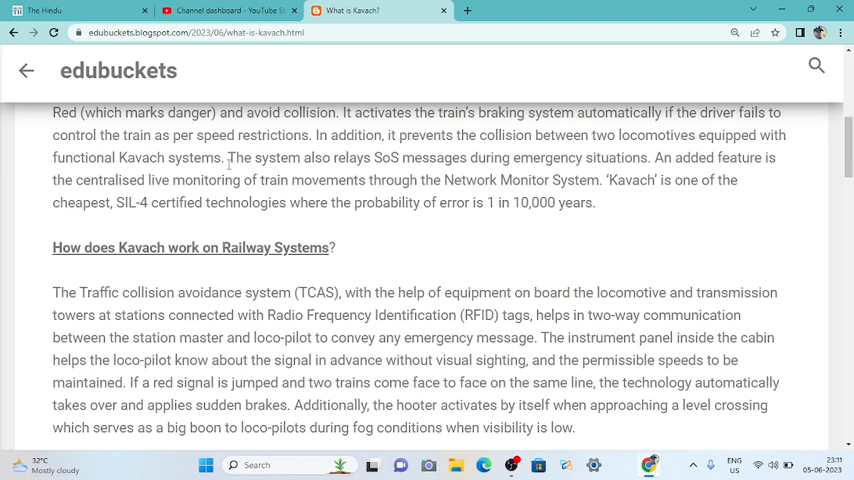 The Hindu
Channel dashboard - YouTube St
What is Kavach?
edubuckets.blogspot.com/2023/06/what-is-kavach.html
edubuckets
Red (which marks danger) and avoid collision. It activates the train's braking system automatically if the driver fails to
control the train as per speed restrictions. In addition, it prevents the collision between two locomotives equipped with
functional Kavach systems. The system also relays SoS messages during emergency situations. An added feature is
the centralised live monitoring of train movements through the Network Monitor System. ‘Kavach’ is one of the
cheapest, SIL-4 certified technologies where the probability of error is 1 in 10,000 years.
How does Kavach work on Railway Systems?
The Traffic collision avoidance system (TCAS), with the help of equipment on board the locomotive and transmission
towers at stations connected with Radio Frequency Identification (RFID) tags, helps in two-way communication
between the station master and loco-pilot to convey any emergency message. The instrument panel inside the cabin
helps the loco-pilot know about the signal in advance without visual sighting, and the permissible speeds to be
maintained. If a red signal is jumped and two trains come face to face on the same line, the technology automatically
takes over and applies sudden brakes. Additionally, the hooter activates by itself when approaching a level crossing
which serves as a big boon to loco-pilots during fog conditions when visibility is low.
32°C
Mostly cloudy
Search
ENG
US
23:11
05-06-2023